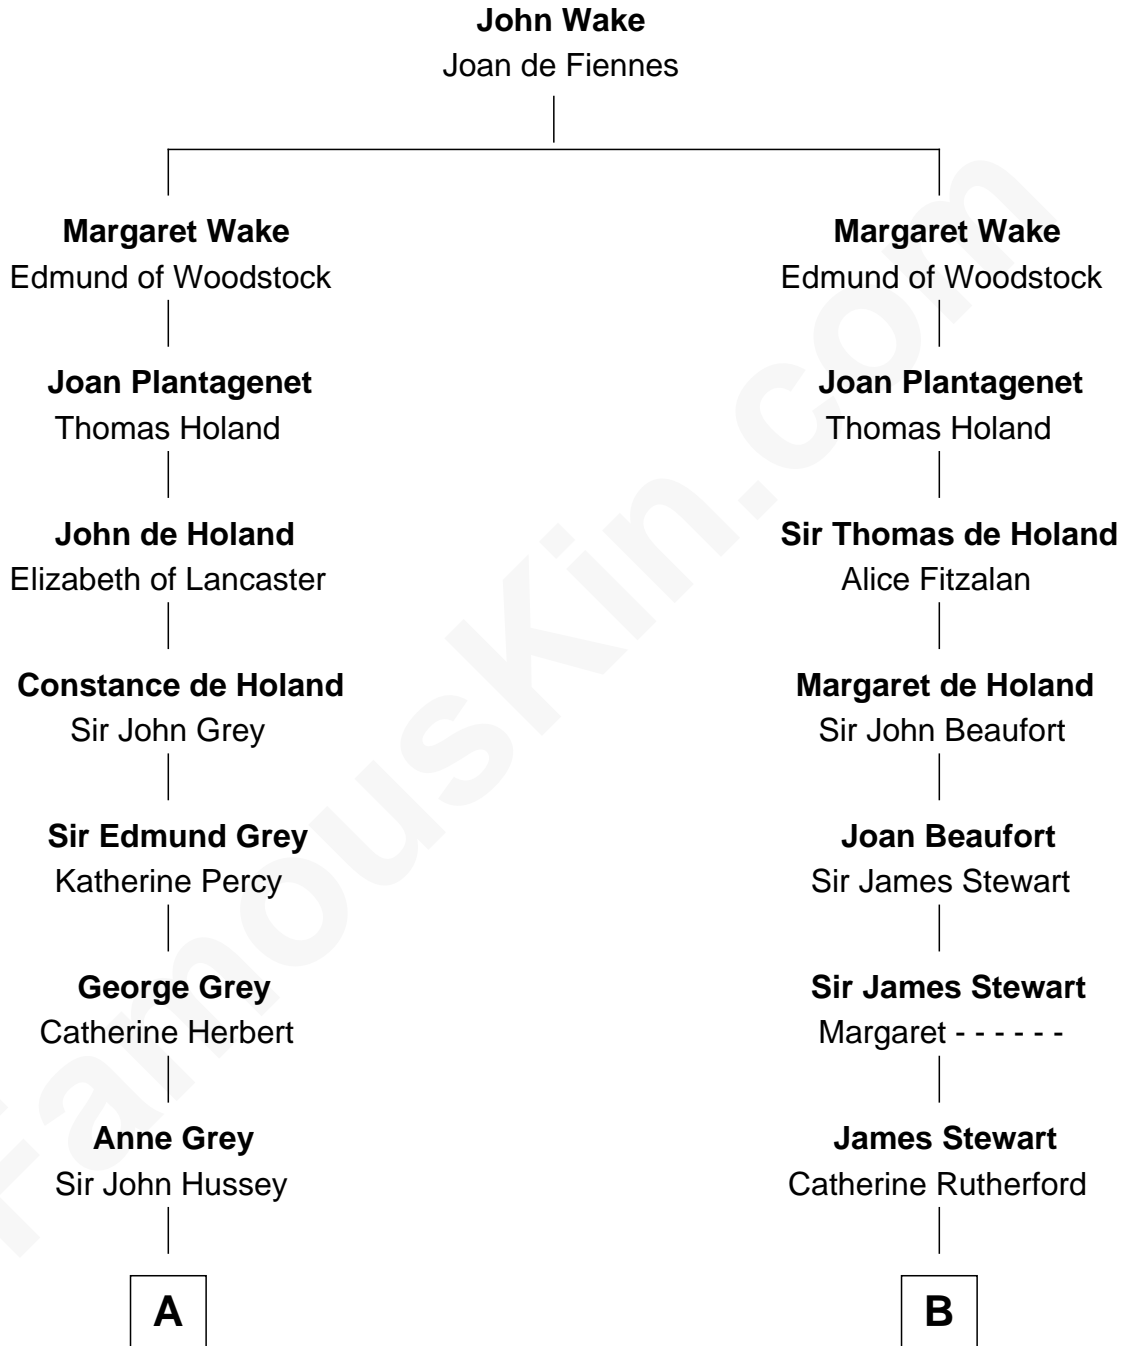 John Wake
Joan de Fiennes
Margaret Wake
Edmund of Woodstock
Margaret Wake
Edmund of Woodstock
Joan Plantagenet
Thomas Holand
Joan Plantagenet
Thomas Holand
John de Holand
Elizabeth of Lancaster
Sir Thomas de Holand
Alice Fitzalan
Constance de Holand
Sir John Grey
Margaret de Holand
Sir John Beaufort
Sir Edmund Grey
Katherine Percy
Joan Beaufort
Sir James Stewart
George Grey
Catherine Herbert
Sir James Stewart
Margaret - - - - - -
Anne Grey
Sir John Hussey
James Stewart
Catherine Rutherford
A
B
FamousKin.com